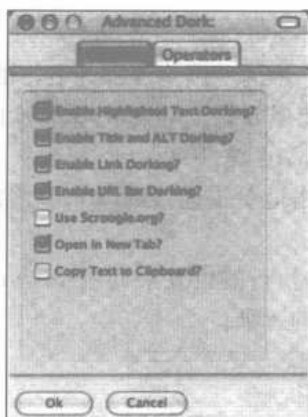 Advanced Dork:
Operators
Enable Highlighted Text Dorking?
Enable Title and ALT Dorking?
Enable Link Dorking?
Enable URL Bar Dorking?
Use Scroogle.org?
Open in New Tab?
Copy Text to Clipboard?
Ok Cancel